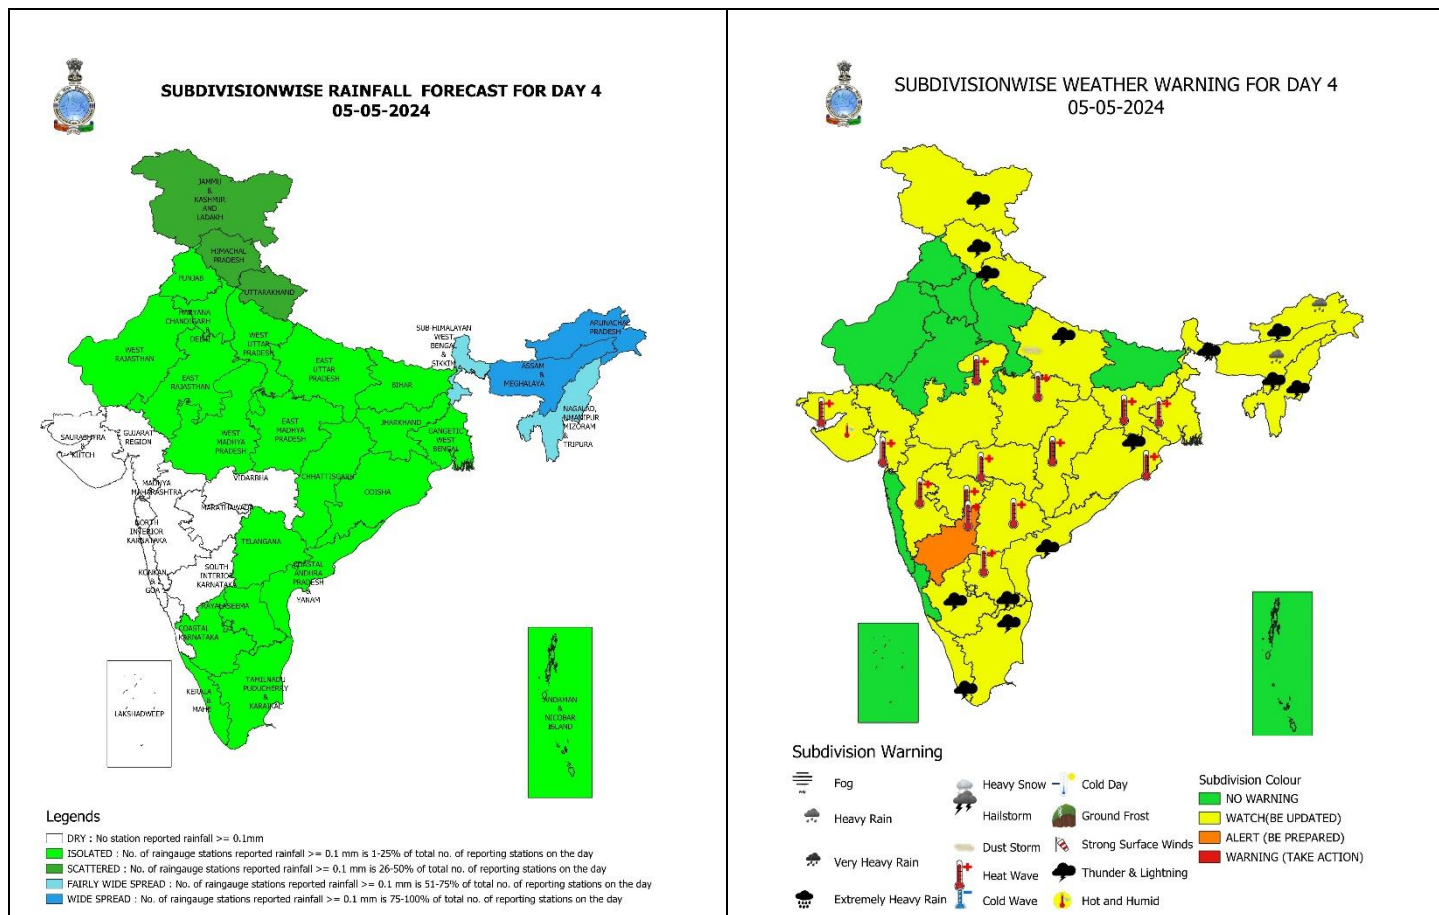 SUBDIVISIONWISE RAINFALL FORECAST FOR DAY 4
05-05-2024
JAMMU
&
KASHMIR
AND
LADAKH
HIMACHAL
PRADESH
PUNJAB
UTTARAKHAND
HARYANA
CHANDIGARH
&
DELHI
WEST
UTTAR
PRADESH
WEST
RAJASTHAN
EAST
RAJASTHAN
EAST
UTTAR
PRADESH
BIHAR
SUB-HIMALAYAN
WEST
BENGAL
&
SIKKIM
ARUNACHAL
PRADESH
ASSAM
&
MEGHALAYA
NAGALAD,
MANIPUR
MIZORAM
&
TRIPURA
SAURASHTRA
&
KUTCH
GUJARAT
REGION
WEST
MADHYA
PRADESH
EAST
MADHYA
PRADESH
JHARKHAND
GANGETIC
WEST
BENGAL
CHHATTISGARH
ODISHA
VIDARBHA
MADHYA
MAHARASHTRA
MARATHAWADA
NORTH
INTERIOR
KARNATAKA
TELANGANA
KONKAN
&
GOA
SOUTH
INTERIOR
KARNATAKA
COASTAL
ANDHRA
PRADESH
&
YANAM
RAYALASEEMA
COASTAL
KARNATAKA
KERALA
&
MAHE
TAMILNADU
PUDUCHERRY
&
KARAIKAL
LAKSHADWEEP
ANDAMAN
&
NICOBAR
ISLAND
Legends
DRY : No station reported rainfall >= 0.1mm
ISOLATED : No. of raingauge stations reported rainfall >= 0.1 mm is 1-25% of total no. of reporting stations on the day
SCATTERED : No. of raingauge stations reported rainfall >= 0.1 mm is 26-50% of total no. of reporting stations on the day
FAIRLY WIDE SPREAD : No. of raingauge stations reported rainfall >= 0.1 mm is 51-75% of total no. of reporting stations on the day
WIDE SPREAD : No. of raingauge stations reported rainfall >= 0.1 mm is 75-100% of total no. of reporting stations on the day
SUBDIVISIONWISE WEATHER WARNING FOR DAY 4
05-05-2024
Subdivision Warning
Fog
Heavy Rain
Very Heavy Rain
Extremely Heavy Rain
Heavy Snow
Hailstorm
Dust Storm
Heat Wave
Cold Wave
Cold Day
Ground Frost
Strong Surface Winds
Thunder & Lightning
Hot and Humid
Subdivision Colour
NO WARNING
WATCH(BE UPDATED)
ALERT (BE PREPARED)
WARNING (TAKE ACTION)